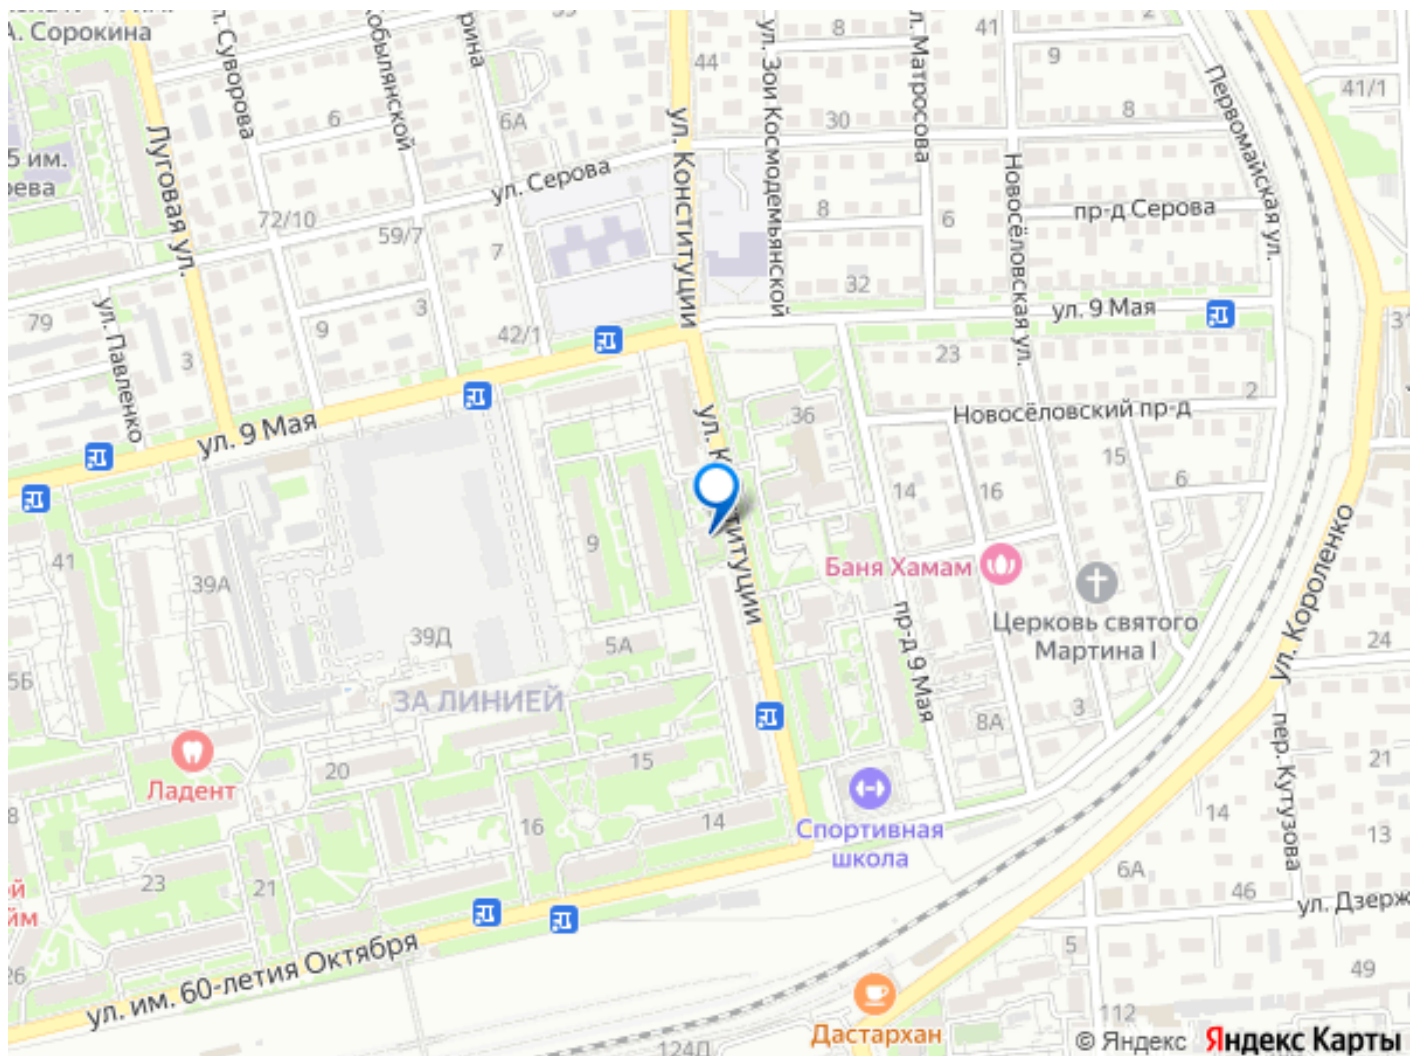 А. Сорокина
Луговая ул.
л. Суворова
Кобылянской
рина
6
6А
44
ул. Конституции
ул. Серова
ул. Зои Космодемьянской
л. Матросова
8
30
41
9
2
8
Первомайская ул.
41/1
5 им.
рева
72/10
59/7
7
8
32
6
пр-д Серова
Новосёловская ул.
79
ул. Павленко
3
9
3
42/1
ул. 9 Мая
23
31
ул. 9 Мая
ул. К
нституции
36
Новосёловский пр-д
2
15
6
14
16
41
39А
39Д
9
5А
Баня Хамам
Церковь святого
Мартина I
пр-д 9 Мая
ул. Короленко
24
5Б
ЗА ЛИНИЕЙ
8А
3
пер. Кутузова
21
Ладент
20
15
14
16
Спортивная
школа
14
13
8
23
21
ой
йм
6А
46
ул. Дзерж
26
ул. им. 60-летия Октября
5
49
112
Дастархан
124Д
© Яндекс Яндекс Карты